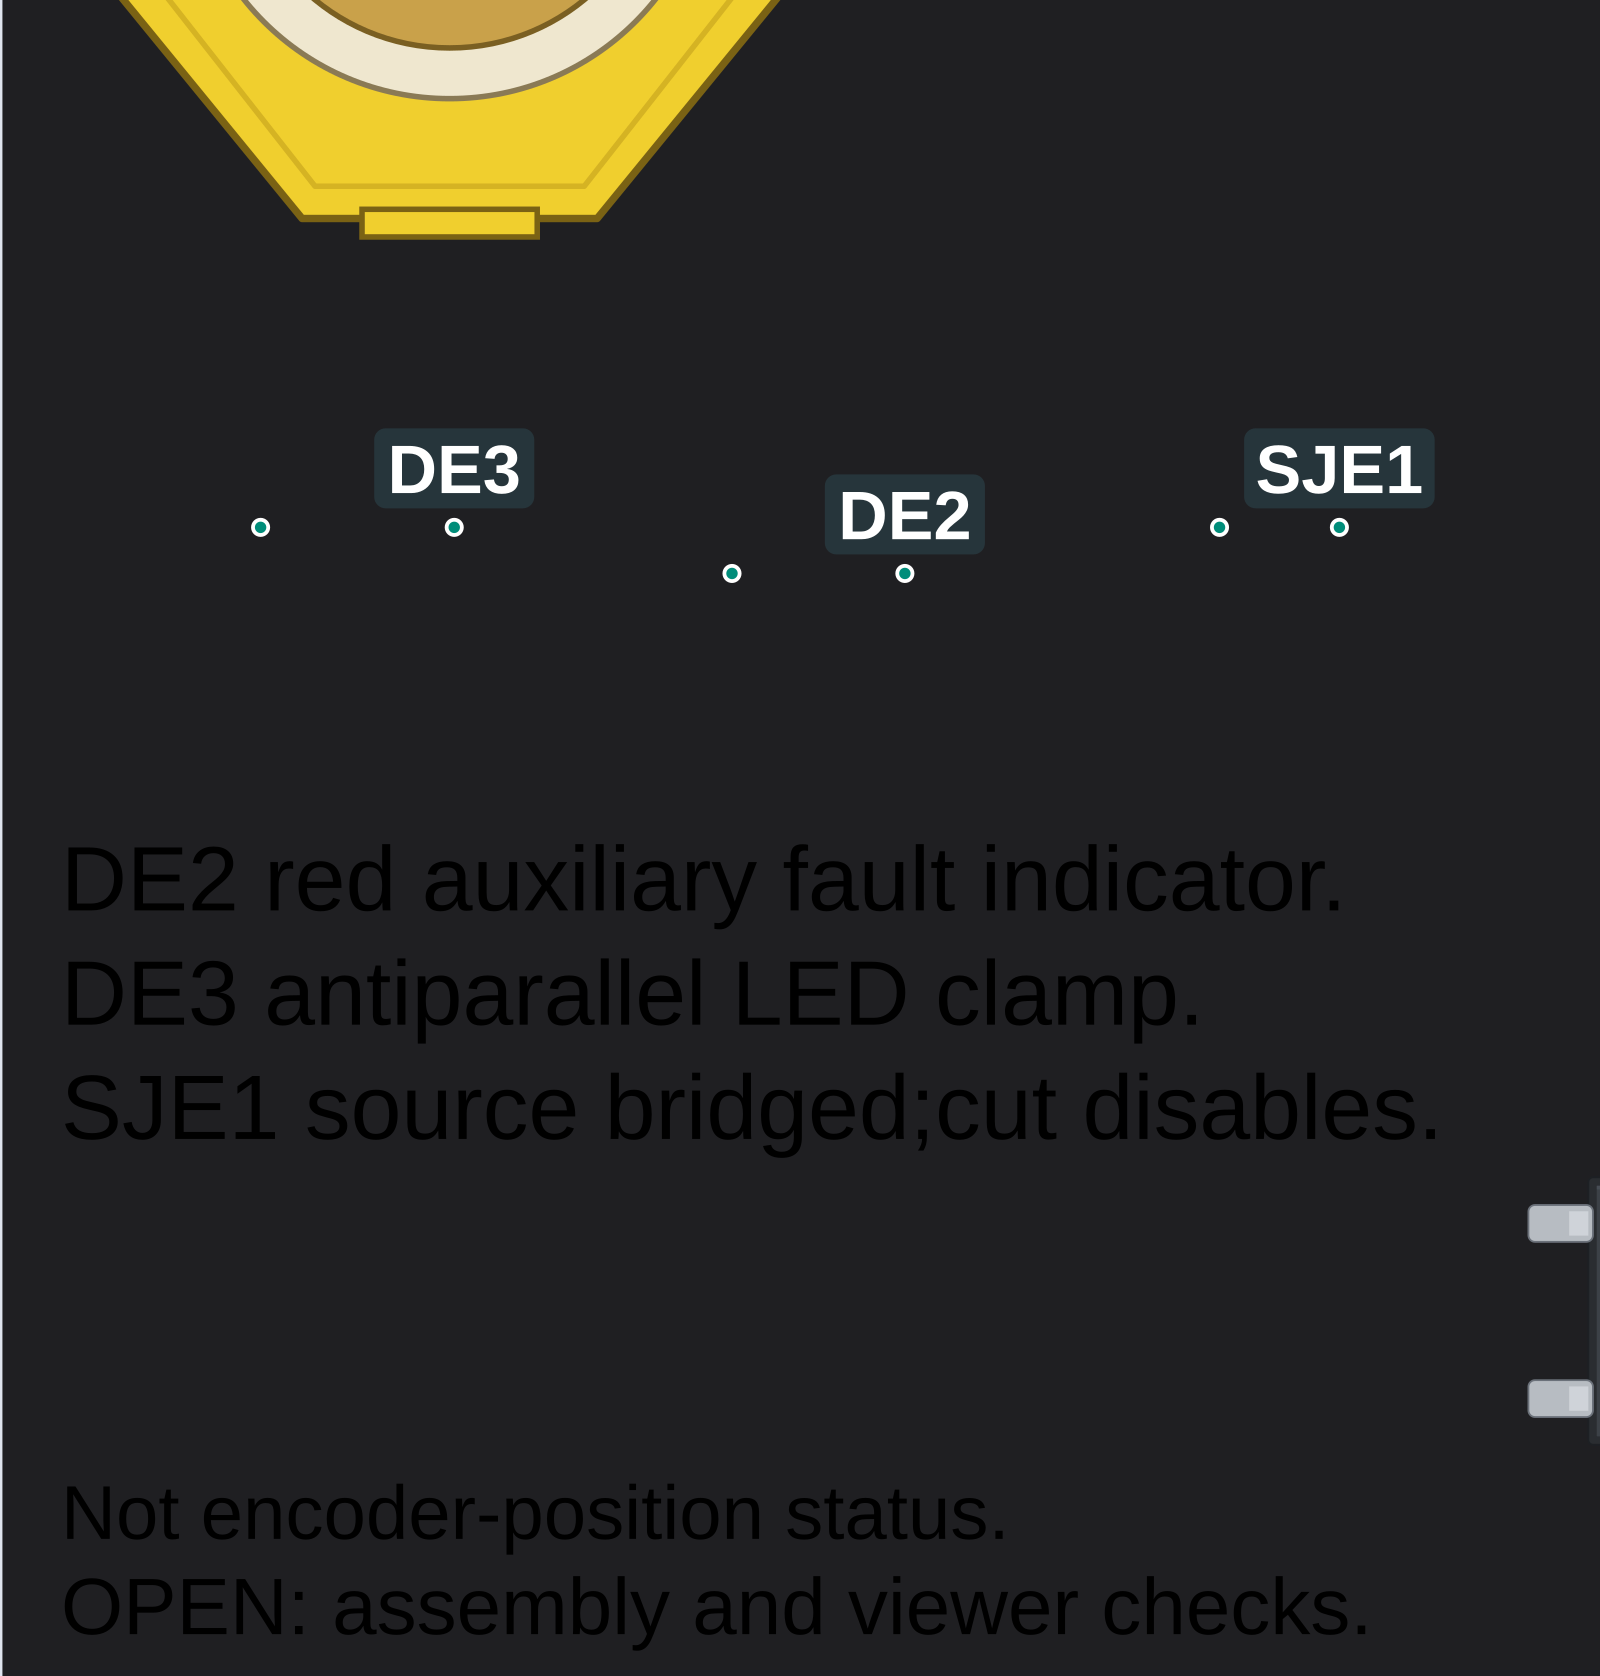 DE3
SJE1
DE2
DE2 red auxiliary fault indicator.
DE3 antiparallel LED clamp.
SJE1 source bridged;cut disables.
Not encoder-position status.
OPEN: assembly and viewer checks.